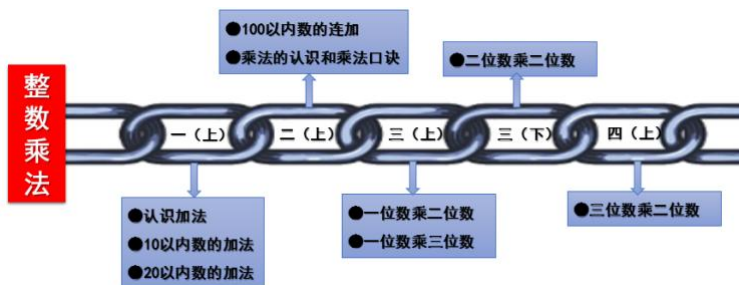 整数乘法
●100以内数的连加
●乘法的认识和乘法口诀
●二位数乘二位数
一（上）
二（上）
三（上）
三（下）
四（上）
●认识加法
●10以内数的加法
●20以内数的加法
●一位数乘二位数
●一位数乘三位数
●三位数乘二位数